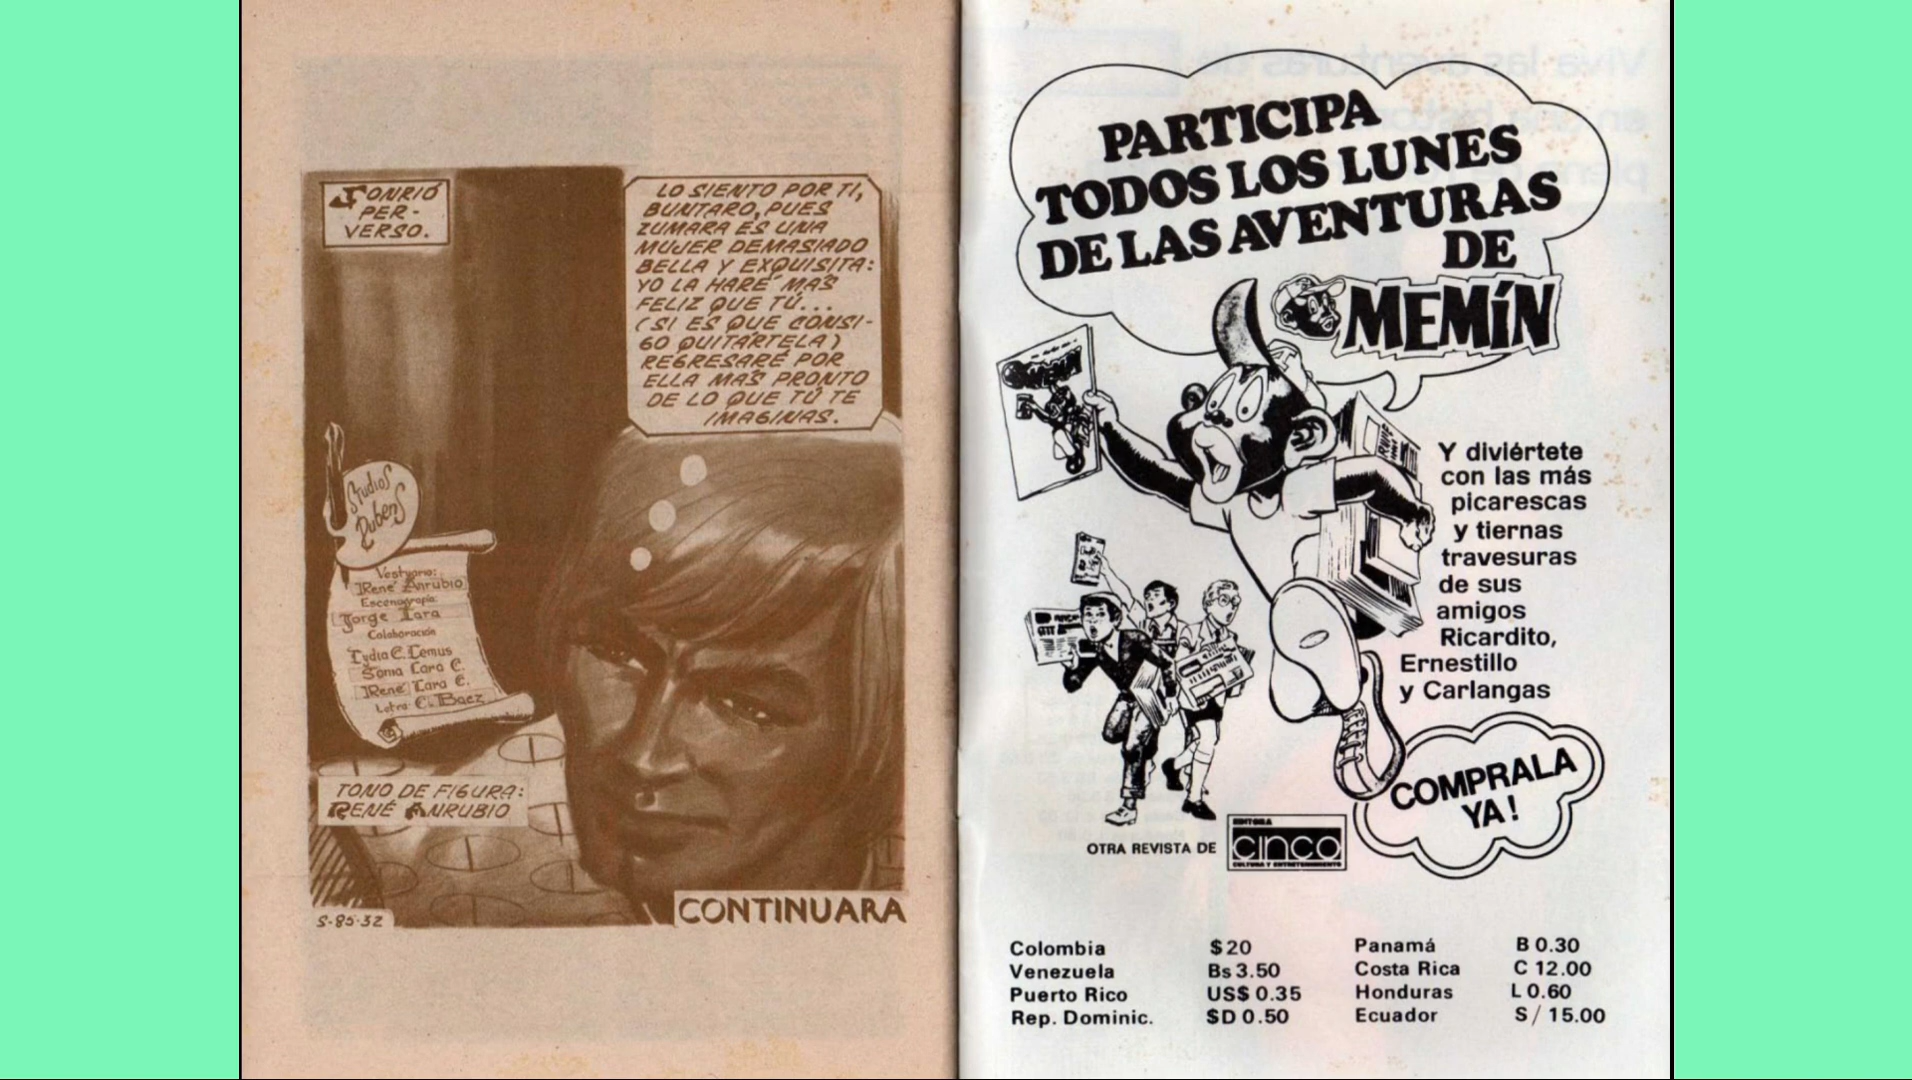 SONRIÓ
PER-
VERSO.
LO SIENTO POR TÍ,
BUNTARO, PUES
ZUMARA ES UNA
MUJER DEMASIADO
BELLA Y EXQUISITA:
YO LA HARÉ MÁS
FELIZ QUE TÚ...
(SI ES QUE CONSI-
GO QUITÁRTELA)
REGRESARÉ POR
ELLA MÁS PRONTO
DE LO QUE TÚ TE
IMAGINAS.
Studios
Rubens
Vestuario:
René Anrubio
Escenografía:
Jorge Lara
Colaboración
Lydia E. Lemus
Sonia Lara C.
René Lara C.
Letra: C. Baez
TONO DE FIGURA:
RENÉ ANRUBIO
S-85-32
CONTINUARA
PARTICIPA
TODOS LOS LUNES
DE LAS AVENTURAS
DE
MEMÍN
Y diviértete
con las más
picarescas
y tiernas
travesuras
de sus
amigos
Ricardito,
Ernestillo
y Carlangas
COMPRALA
YA!
OTRA REVISTA DE
EDITORA
cinco
CULTURA Y ENTRETENIMIENTO
Colombia $20 Panamá B 0.30
Venezuela Bs 3.50 Costa Rica C 12.00
Puerto Rico US$ 0.35 Honduras L 0.60
Rep. Dominic. $D 0.50 Ecuador S/ 15.00